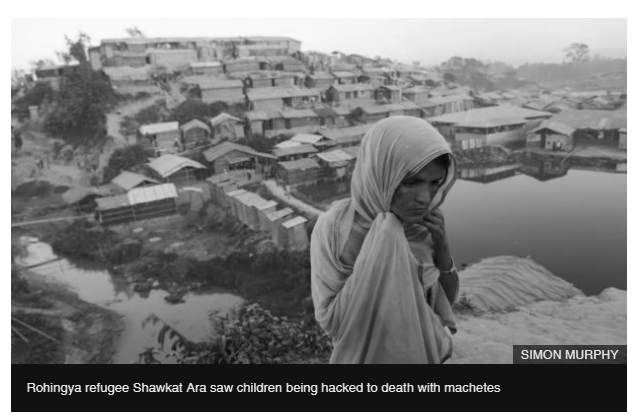 SIMON MURPHY
Rohingya refugee Shawkat Ara saw children being hacked to death with machetes